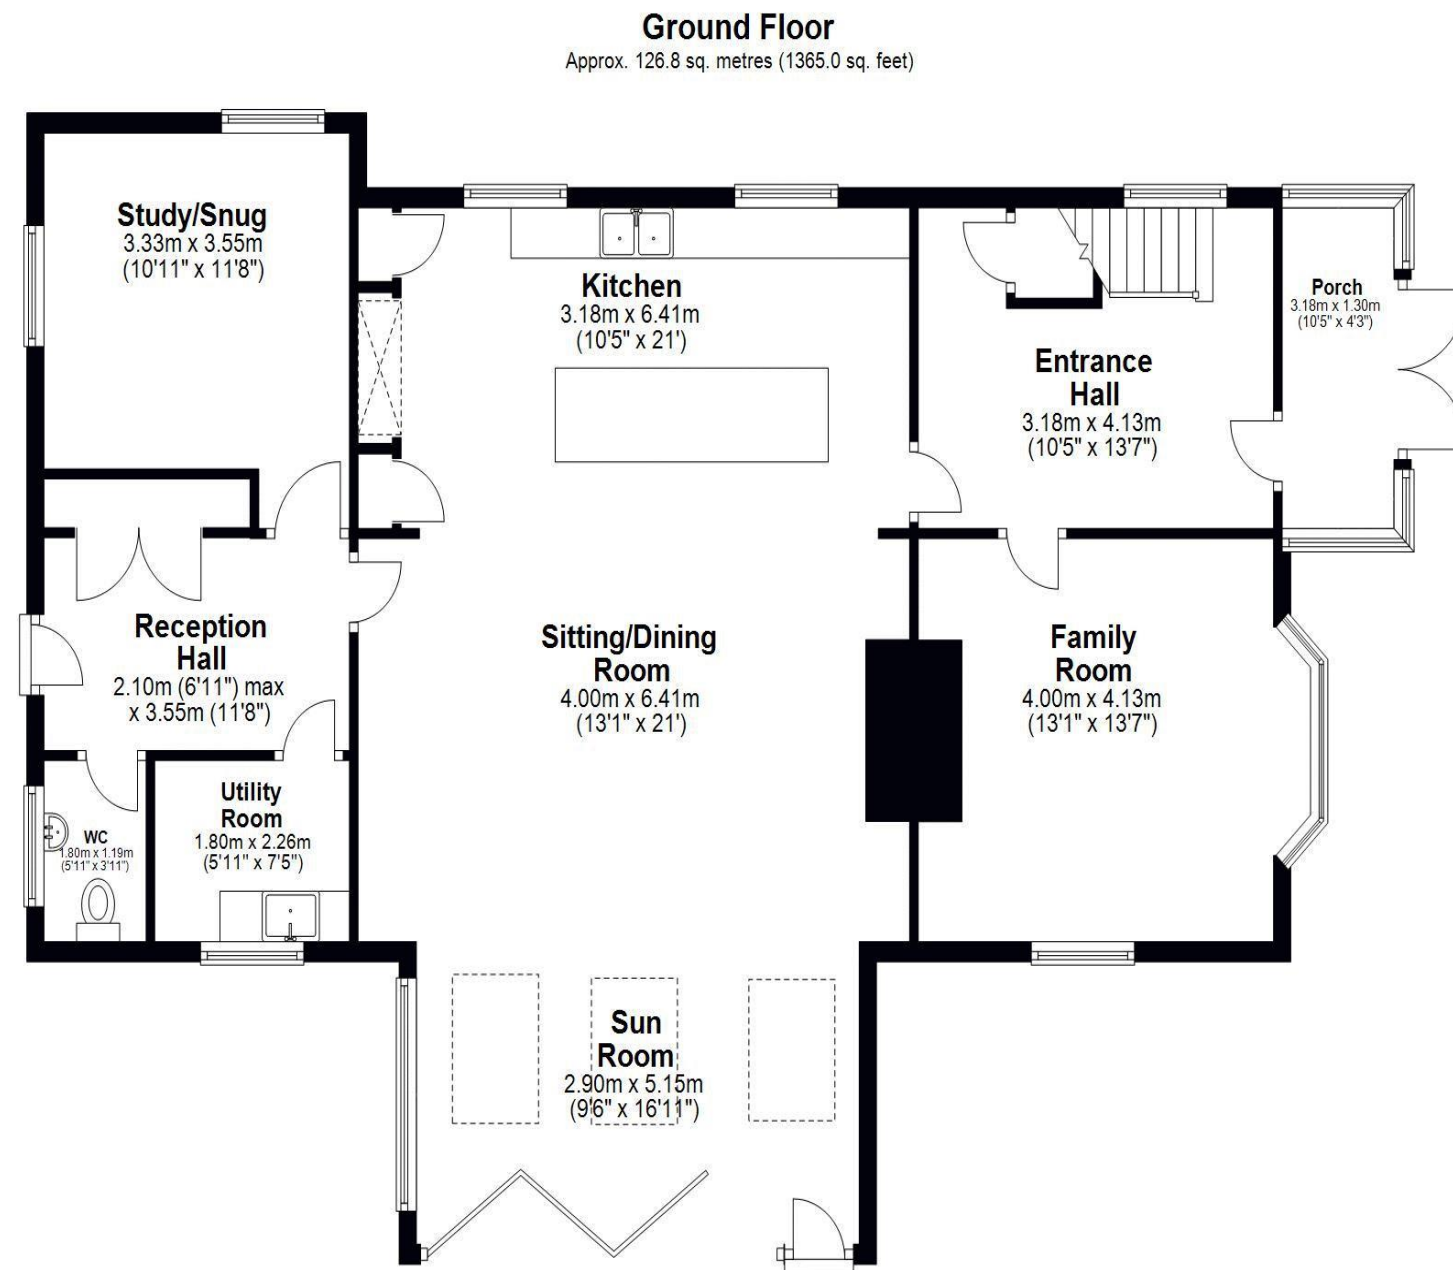 Ground Floor
Approx. 126.8 sq. metres (1365.0 sq. feet)
Study/Snug
3.33m x 3.55m
(10'11" x 11'8")
Kitchen
3.18m x 6.41m
(10'5" x 21')
Entrance
Hall
3.18m x 4.13m
(10'5" x 13'7")
Porch
3.18m x 1.30m
(10'5" x 4'3")
Reception
Hall
2.10m (6'11") max
x 3.55m (11'8")
Sitting/Dining
Room
4.00m x 6.41m
(13'1" x 21')
Family
Room
4.00m x 4.13m
(13'1" x 13'7")
WC
1.80m x 1.19m
(5'11" x 3'11")
Utility
Room
1.80m x 2.26m
(5'11" x 7'5")
Sun
Room
2.90m x 5.15m
(9'6" x 16'11")